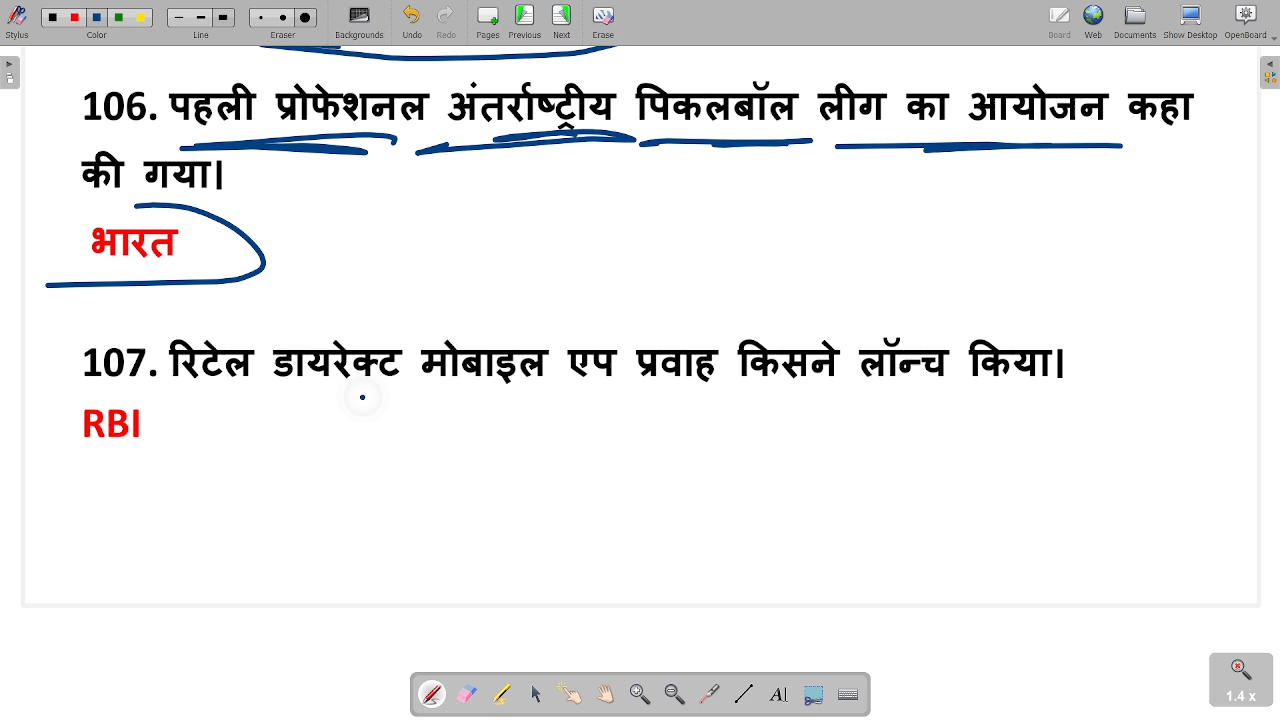 Stylus
Color
Line
Eraser
Backgrounds
Undo
Redo
Pages
Previous
Next
Erase
Board
Web
Documents
Show Desktop
OpenBoard
106. पहली प्रोफेशनल अंतर्राष्ट्रीय पिकलबॉल लीग का आयोजन कहा
की गया।
भारत
107. रिटेल डायरेक्ट मोबाइल एप प्रवाह किसने लॉन्च किया।
RBI
AI
1.4 x